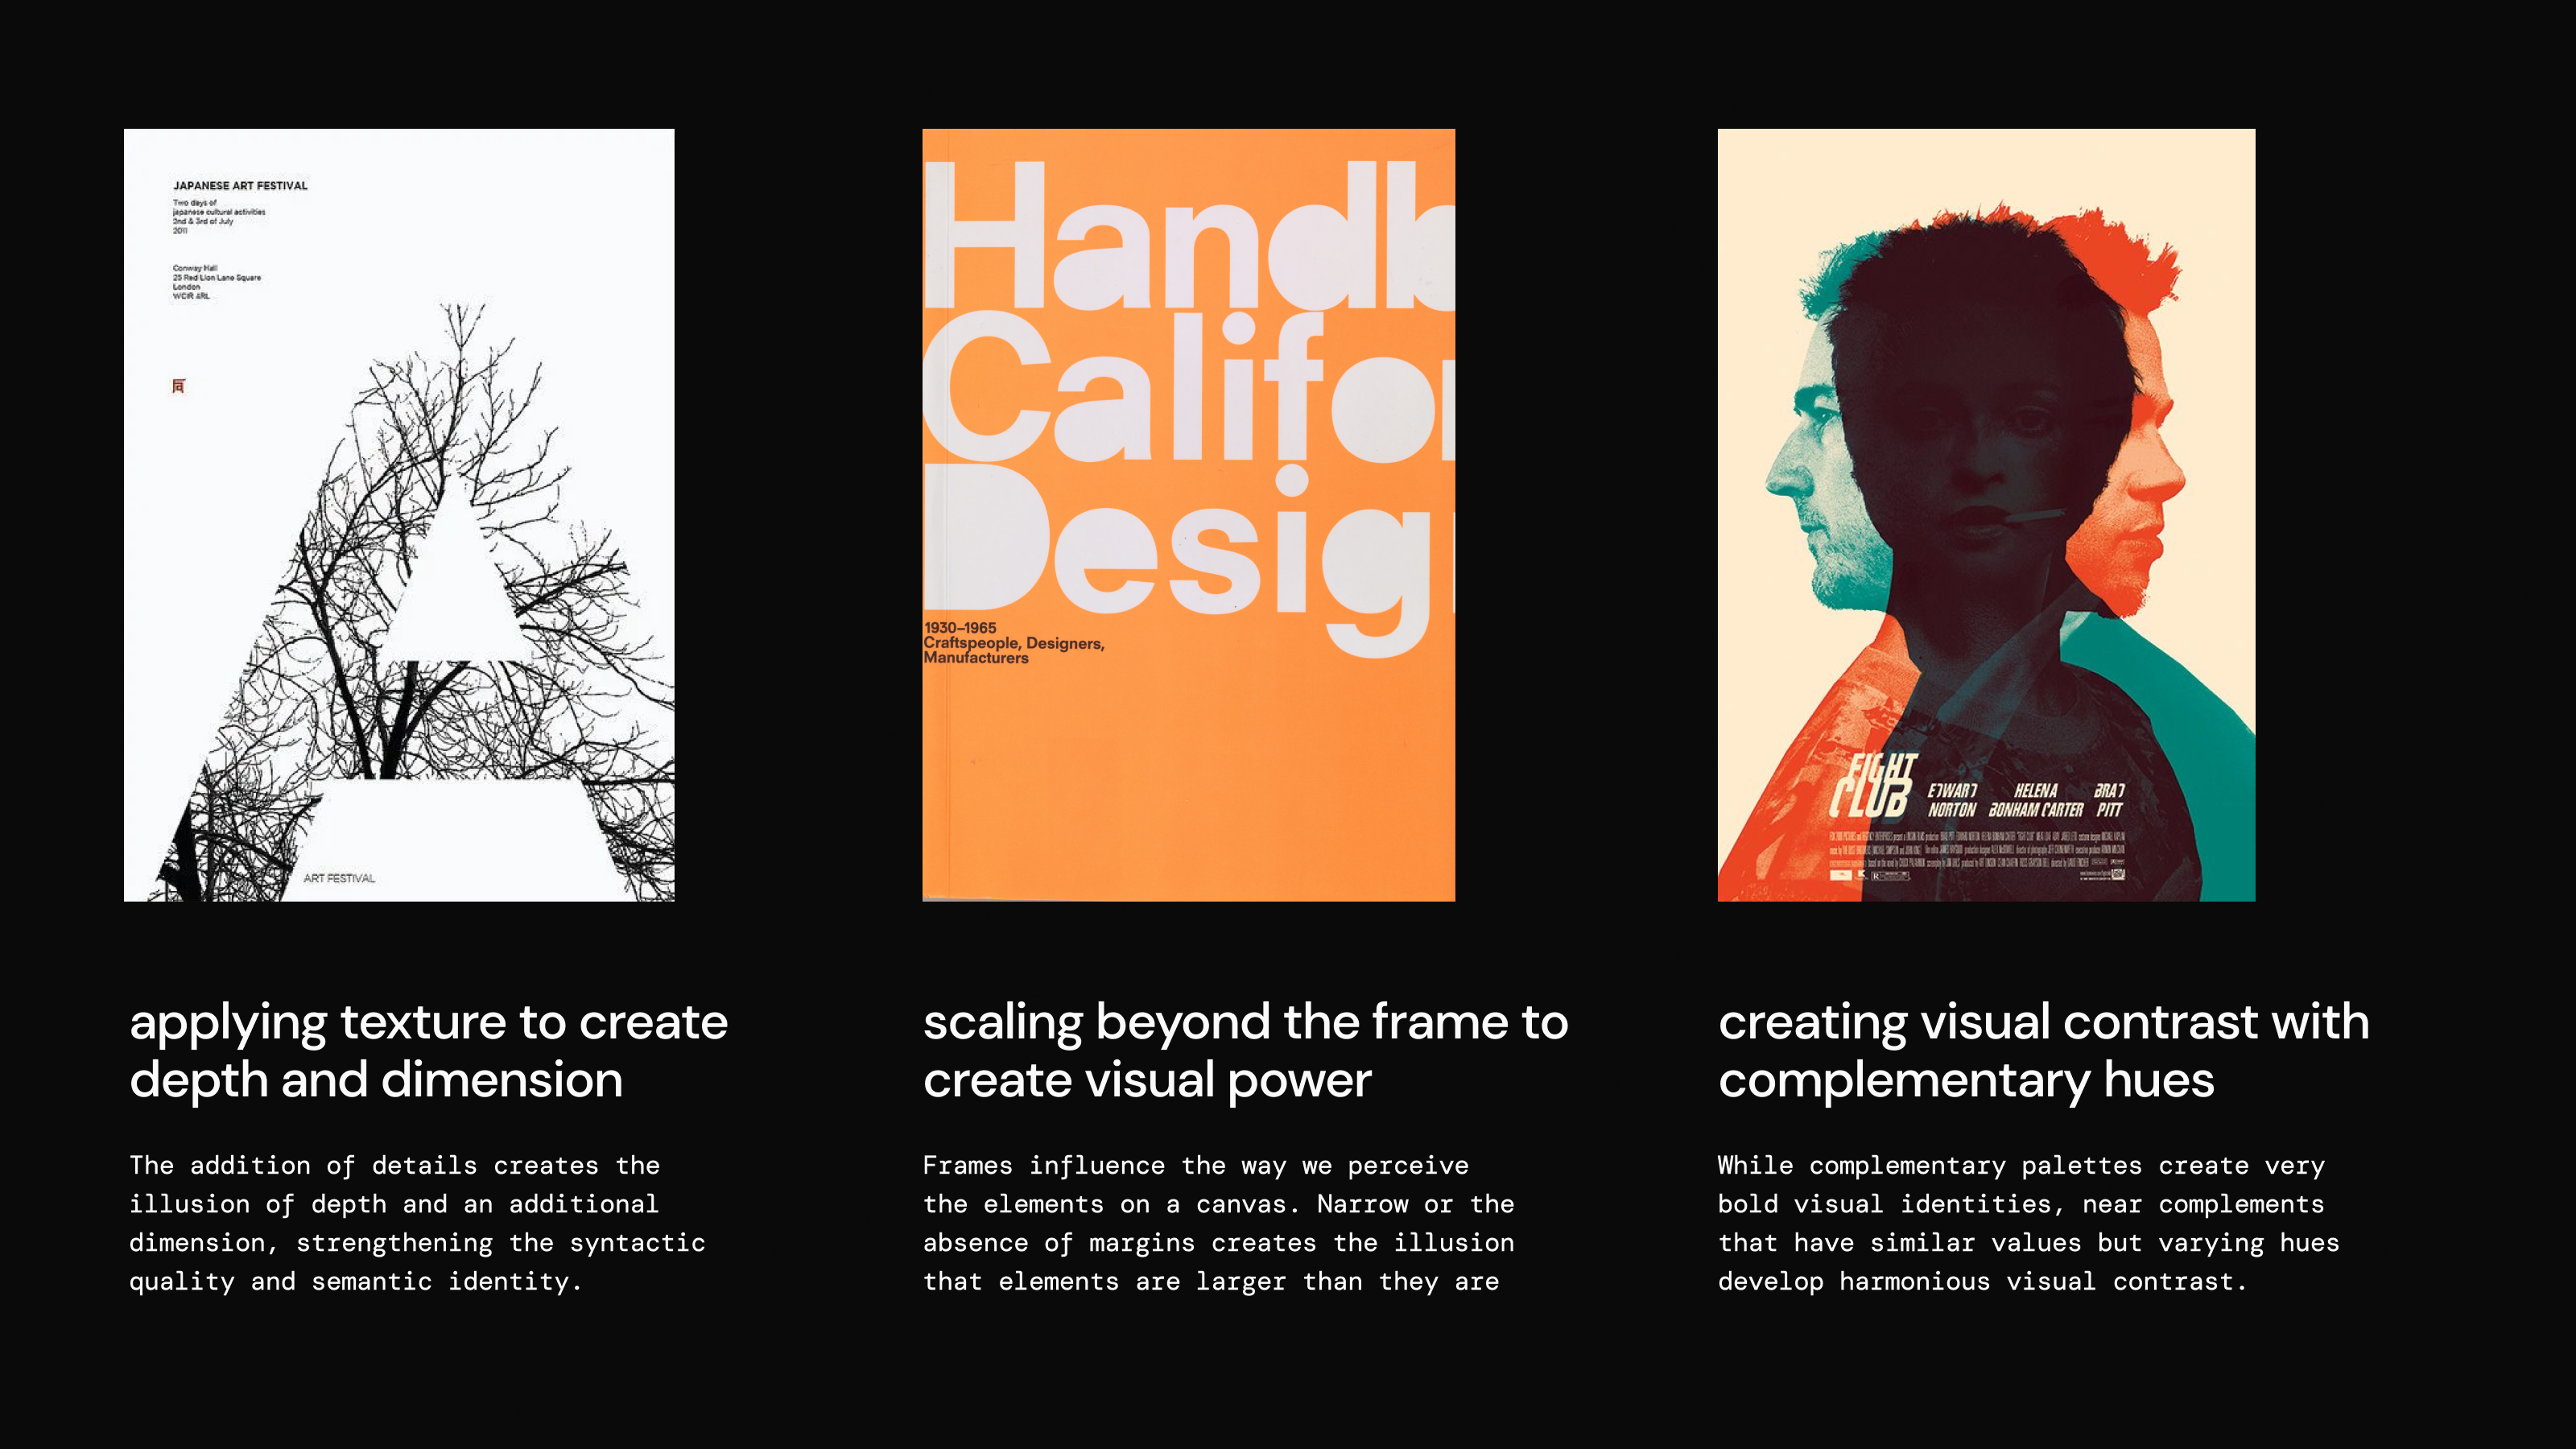 JAPANESE ART FESTIVAL
Two days of
japanese cultural activities
2nd & 3rd of July
2011
Conway Hall
25 Red Lion Lane Square
London
WC1R 4RL
ART FESTIVAL
applying texture to create
depth and dimension
The addition of details creates the
illusion of depth and an additional
dimension, strengthening the syntactic
quality and semantic identity.
Handb
Califor
Desig
1930–1965
Craftspeople, Designers,
Manufacturers
scaling beyond the frame to
create visual power
Frames influence the way we perceive
the elements on a canvas. Narrow or the
absence of margins creates the illusion
that elements are larger than they are
FIGHT
CLUB
EDWARD
NORTON
HELENA
BONHAM CARTER
BRAD
PITT
creating visual contrast with
complementary hues
While complementary palettes create very
bold visual identities, near complements
that have similar values but varying hues
develop harmonious visual contrast.